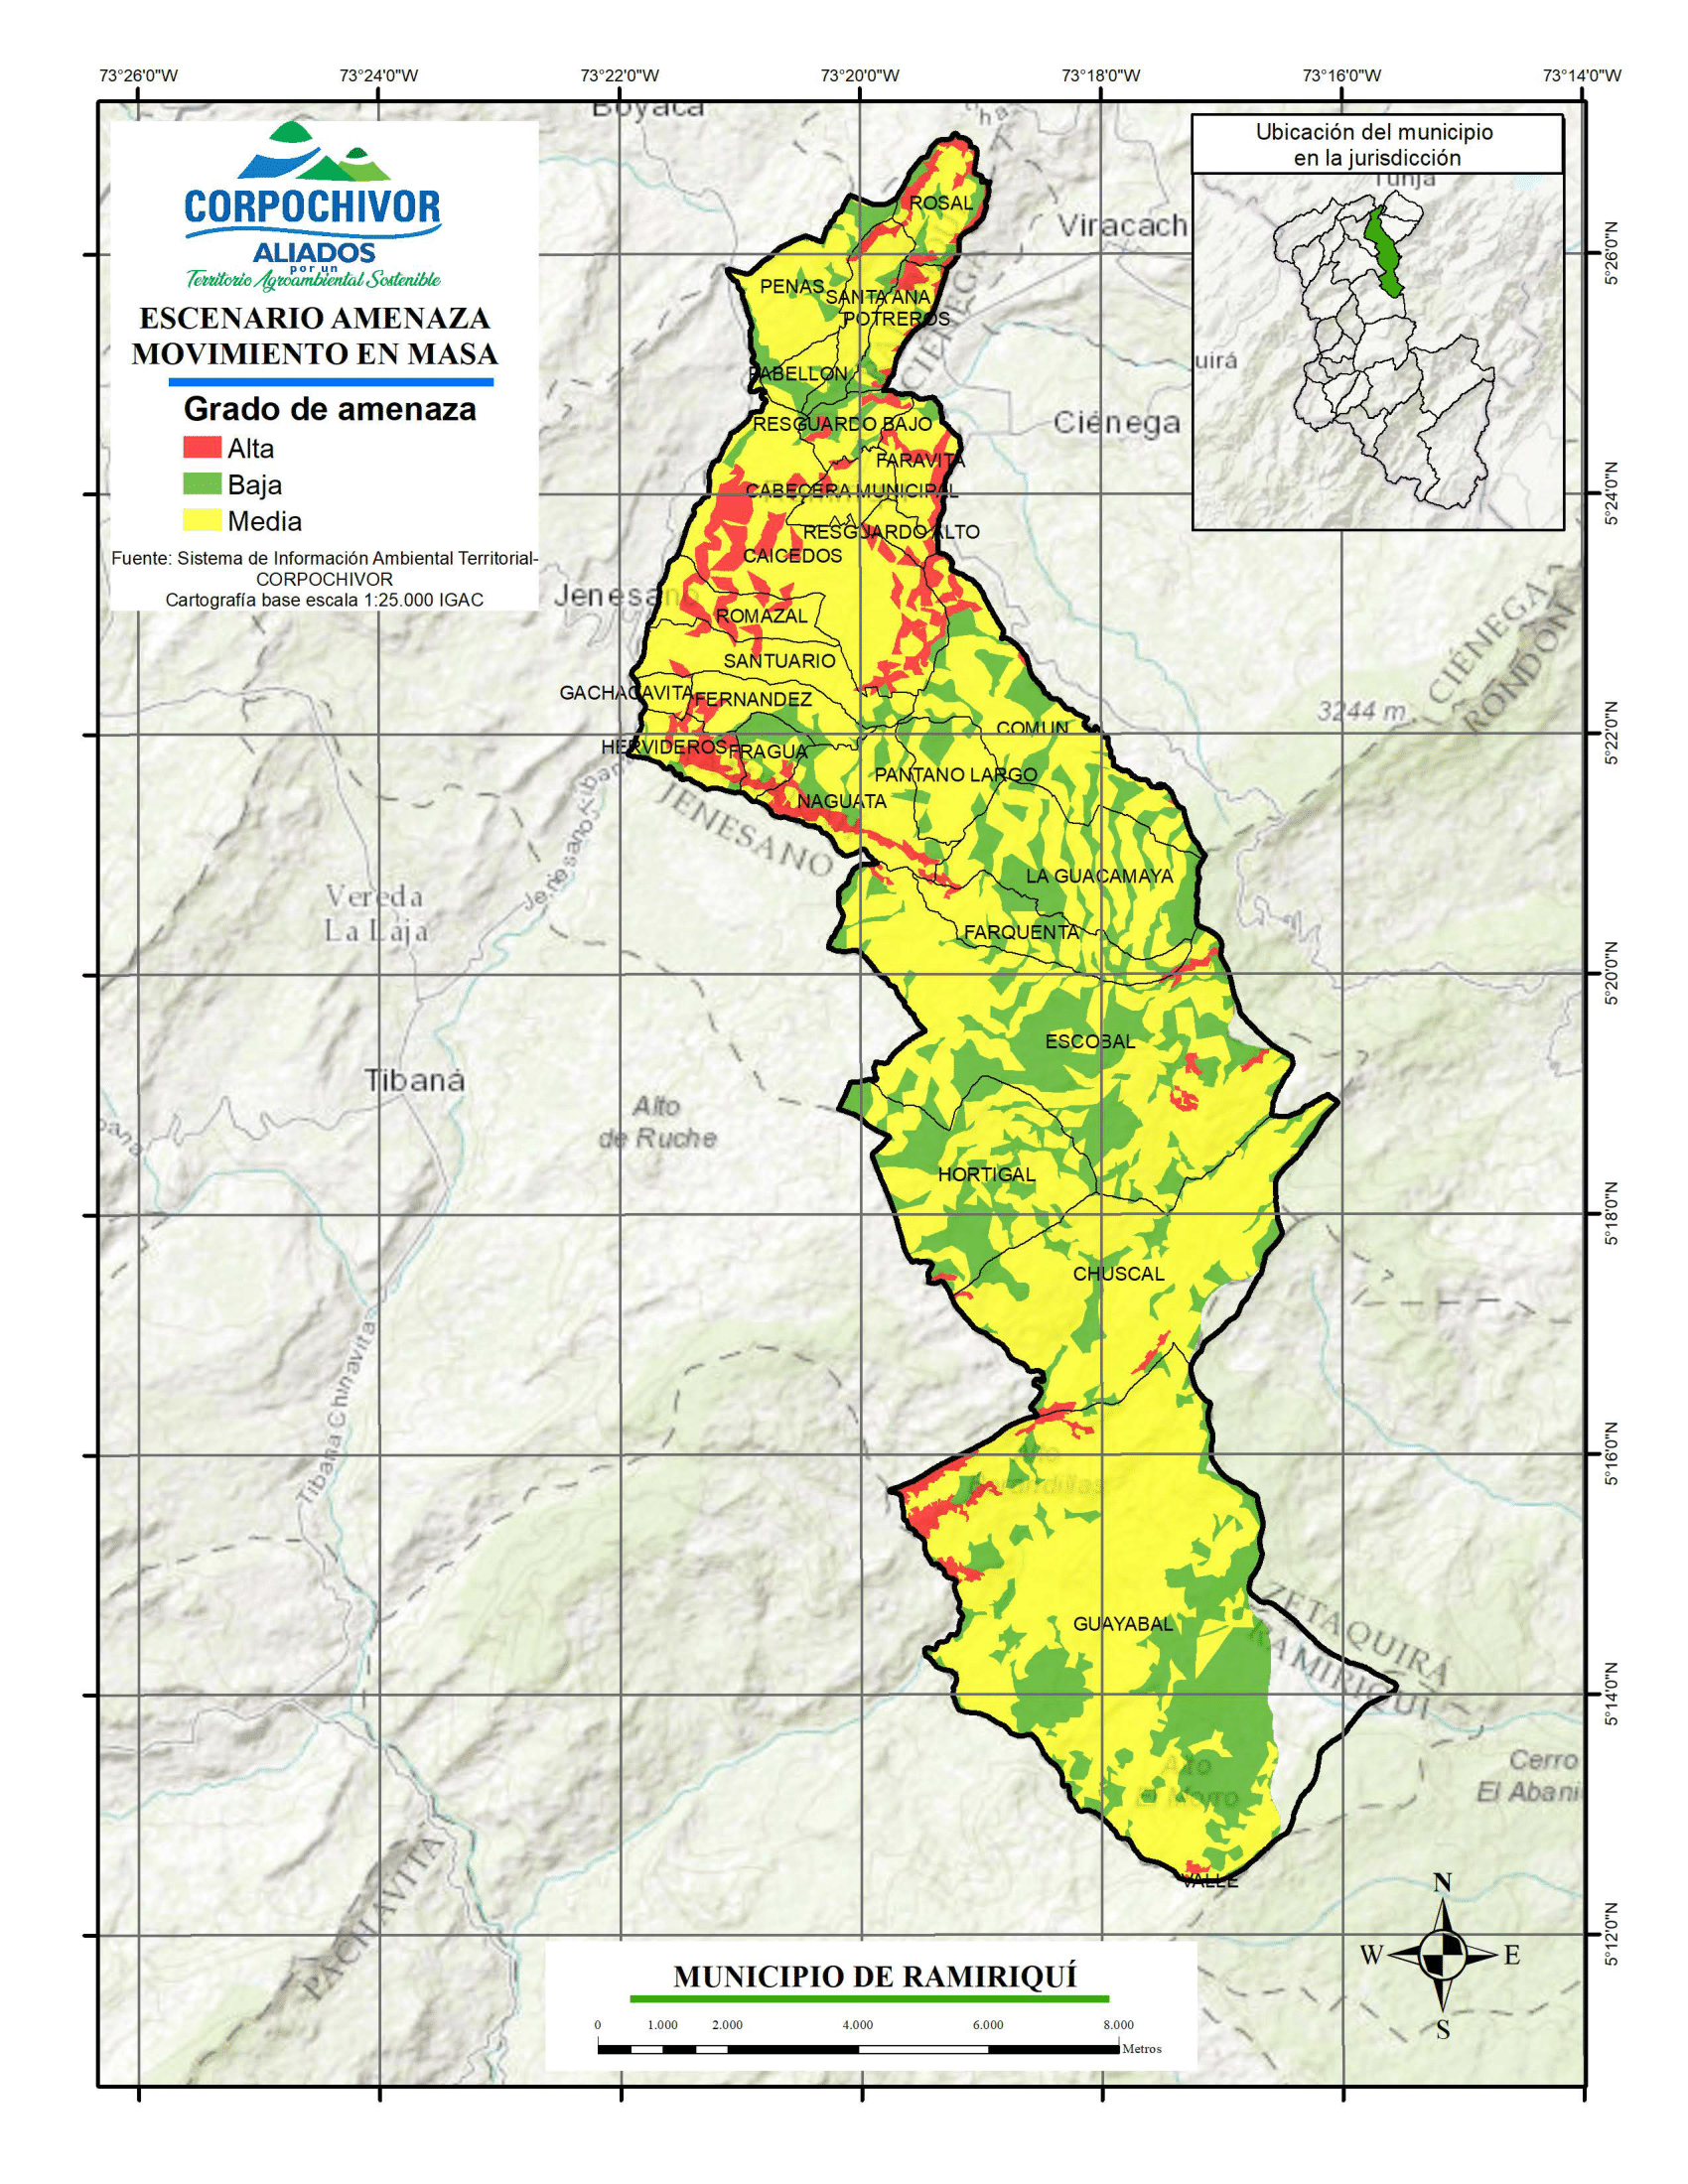 73°26'0"W
73°24'0"W
73°22'0"W
73°20'0"W
73°18'0"W
73°16'0"W
73°14'0"W
CORPOCHIVOR
ALIADOS
por un
Territorio Agroambiental Sostenible
ESCENARIO AMENAZA
MOVIMIENTO EN MASA
Grado de amenaza
Alta
Baja
Media
Fuente: Sistema de Información Ambiental Territorial-
CORPOCHIVOR
Cartografía base escala 1:25.000 IGAC
Ubicación del municipio
en la jurisdicción
Tunja
uirá
Boyacá
Viracach
Ciénega
CIÉNEGA
ROSAL
PENAS
SANTA ANA
POTREROS
PABELLON
RESGUARDO BAJO
FARAVITA
CABECERA MUNICIPAL
RESGUARDO ALTO
CAICEDOS
Jenesano
ROMAZAL
SANTUARIO
GACHACAVITA
FERNANDEZ
COMUN
HERVIDEROS
FRAGUA
PANTANO LARGO
NAGUATA
JENESANO
LA GUACAMAYA
FARQUENTA
ESCOBAL
HORTIGAL
CHUSCAL
GUAYABAL
VALLE
CIÉNEGA
RONDÓN
3244 m.
Vereda
La Laja
Tibaná
Alto
de Ruche
Tibana Chinavita
ZETAQUIRÁ
RAMIRIQUÍ
Alto
El Morro
Cerro
El Abani
PACHAVITA
5°26'0"N
5°24'0"N
5°22'0"N
5°20'0"N
5°18'0"N
5°16'0"N
5°14'0"N
5°12'0"N
N
W
E
S
MUNICIPIO DE RAMIRIQUÍ
0
1.000
2.000
4.000
6.000
8.000
Metros